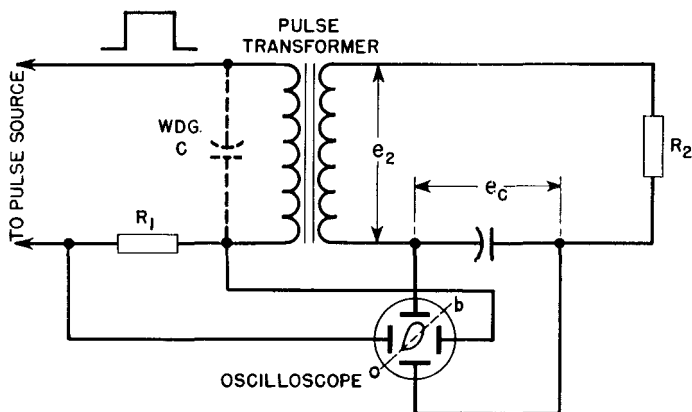 PULSE
TRANSFORMER
TO PULSE SOURCE
WDG.
C
e2
R2
ec
R1
b
a
OSCILLOSCOPE